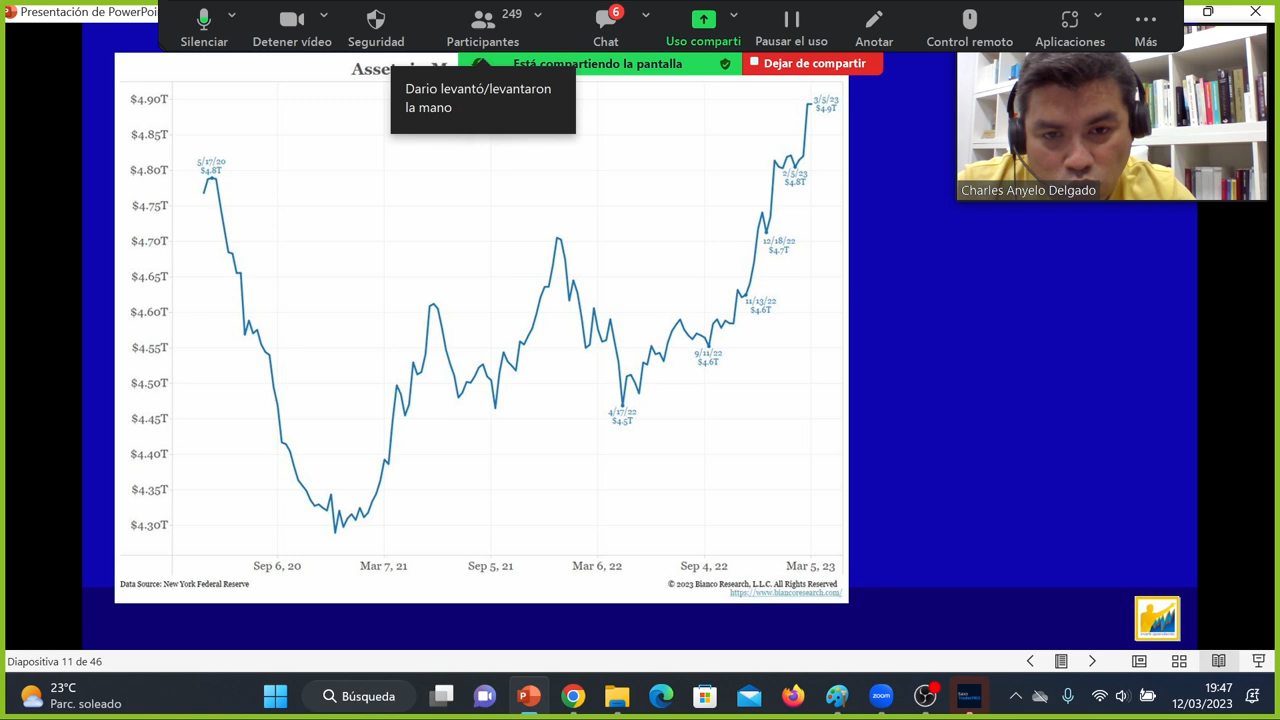 Presentación de PowerPoi
Silenciar
Detener vídeo
Seguridad
249
Participantes
6
Chat
Uso comparti
Pausar el uso
Anotar
Control remoto
Aplicaciones
Más
Está compartiendo la pantalla
Dejar de compartir
Dario levantó/levantaron
la mano
Charles Anyelo Delgado
$4.90T
$4.85T
$4.80T
$4.75T
$4.70T
$4.65T
$4.60T
$4.55T
$4.50T
$4.45T
$4.40T
$4.35T
$4.30T
5/17/20
$4.8T
4/17/22
$4.5T
9/11/22
$4.6T
11/13/22
$4.6T
12/18/22
$4.7T
2/5/23
$4.8T
3/5/23
$4.9T
Sep 6, 20
Mar 7, 21
Sep 5, 21
Mar 6, 22
Sep 4, 22
Mar 5, 23
Data Source: New York Federal Reserve
© 2023 Bianco Research, L.L.C. All Rights Reserved
https://www.biancoresearch.com/
Diapositiva 11 de 46
23°C
Parc. soleado
Búsqueda
zoom
19:47
12/03/2023